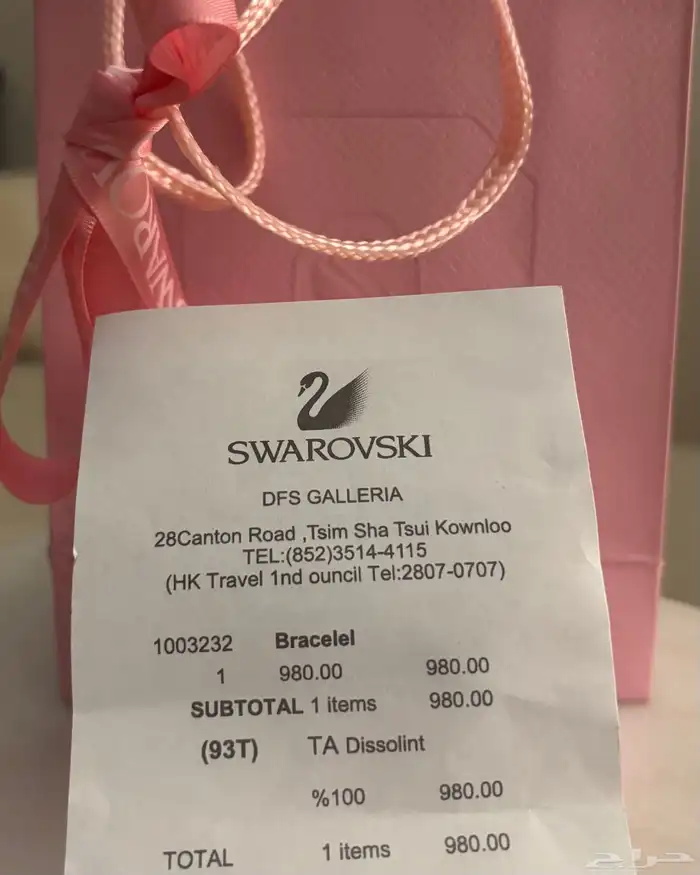 WAROV
SWAROVSKI
DFS GALLERIA
28Canton Road ,Tsim Sha Tsui Kownloo
TEL:(852)3514-4115
(HK Travel 1nd ouncil Tel:2807-0707)
1003232 Bracelel
1 980.00 980.00
SUBTOTAL 1 items 980.00
(93T) TA Dissolint
%100 980.00
TOTAL 1 items 980.00
حراج